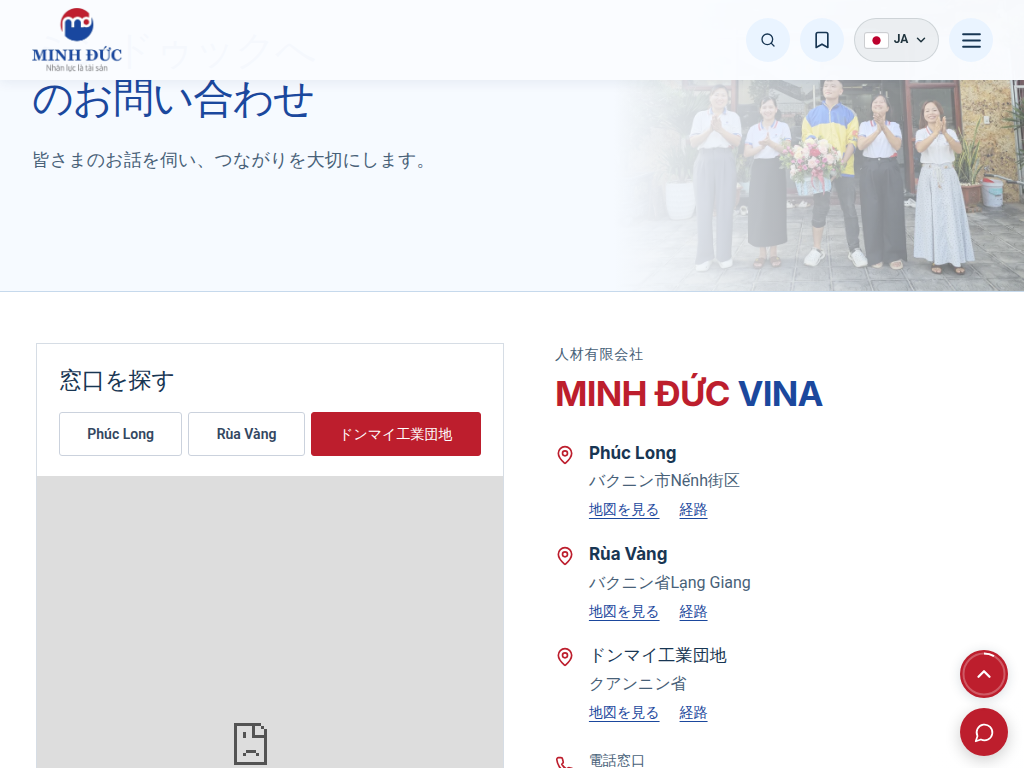 MINH ĐỨC
Nhân lực là tài sản
JA
のお問い合わせ
皆さまのお話を伺い、つながりを大切にします。
窓口を探す
Phúc Long
Rùa Vàng
ドンマイ工業団地
人材有限会社
MINH ĐỨC VINA
Phúc Long
バクニン市Nếnh街区
地図を見る 経路
Rùa Vàng
バクニン省Lạng Giang
地図を見る 経路
ドンマイ工業団地
クアンニン省
地図を見る 経路
電話窓口